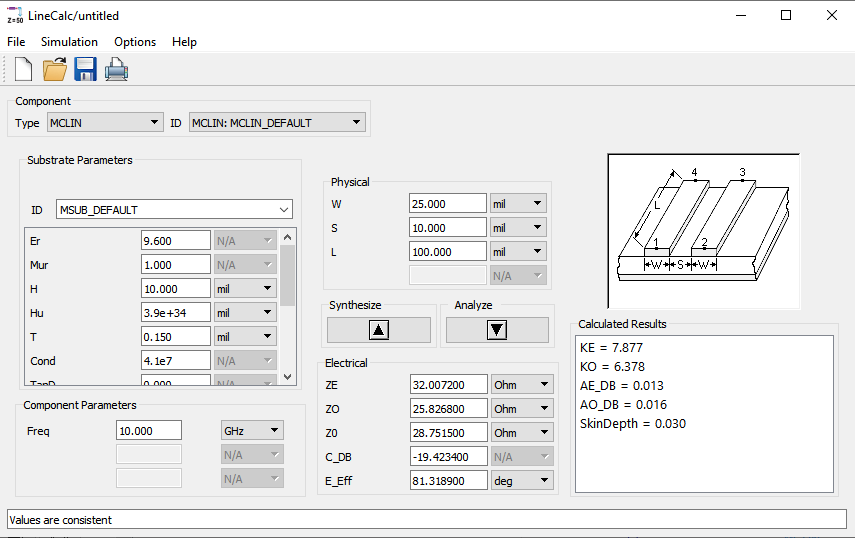 Z=50 LineCalc/untitled
File Simulation Options Help
Component
Type MCLIN ID MCLIN: MCLIN_DEFAULT
Substrate Parameters
ID MSUB_DEFAULT
Er 9.600 N/A
Mur 1.000 N/A
H 10.000 mil
Hu 3.9e+34 mil
T 0.150 mil
Cond 4.1e7 N/A
TanD 0.000 N/A
Component Parameters
Freq 10.000 GHz
N/A
N/A
Physical
W 25.000 mil
S 10.000 mil
L 100.000 mil
N/A
Synthesize Analyze
Electrical
ZE 32.007200 Ohm
ZO 25.826800 Ohm
Z0 28.751500 Ohm
C_DB -19.423400 N/A
E_Eff 81.318900 deg
4 3
L
1 2
W S W
Calculated Results
KE = 7.877
KO = 6.378
AE_DB = 0.013
AO_DB = 0.016
SkinDepth = 0.030
Values are consistent